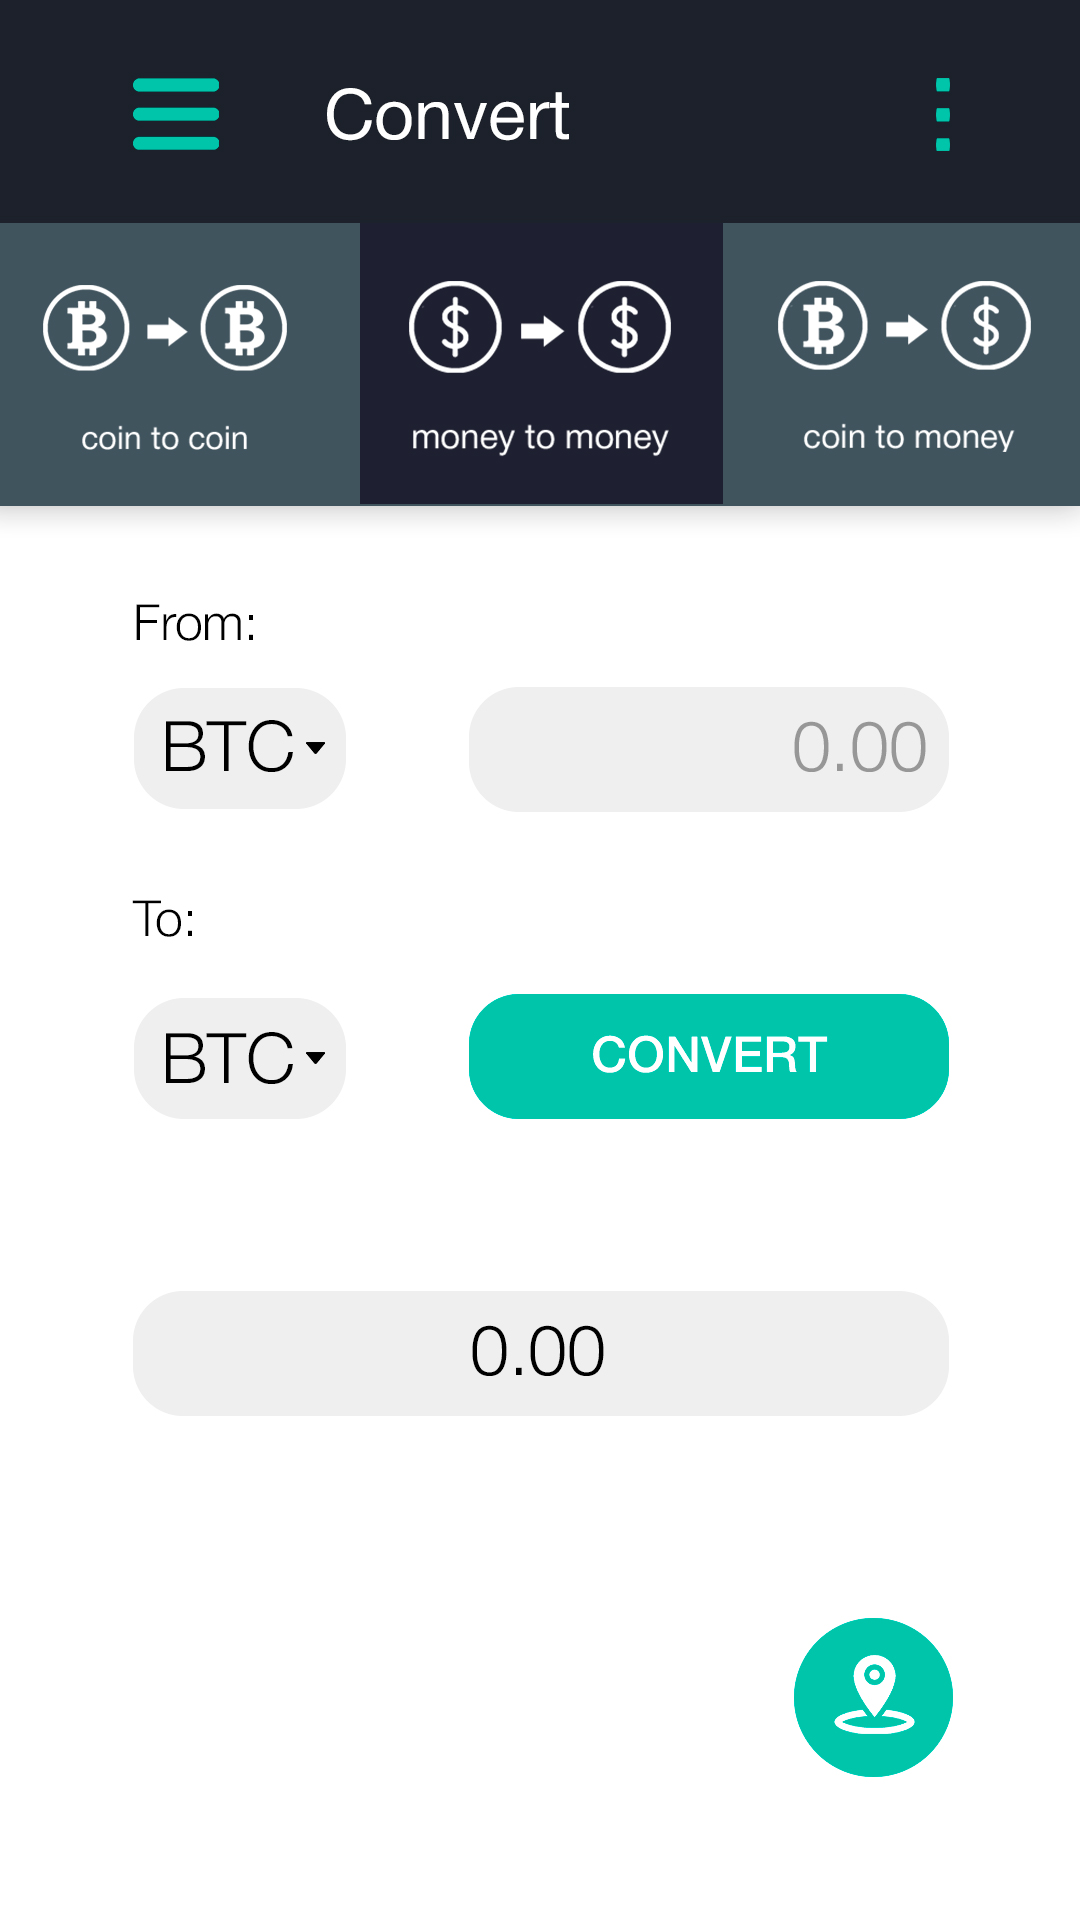 Convert
coin to coin
money to money
coin to money
From:
BTC
0.00
To:
BTC
CONVERT
0.00